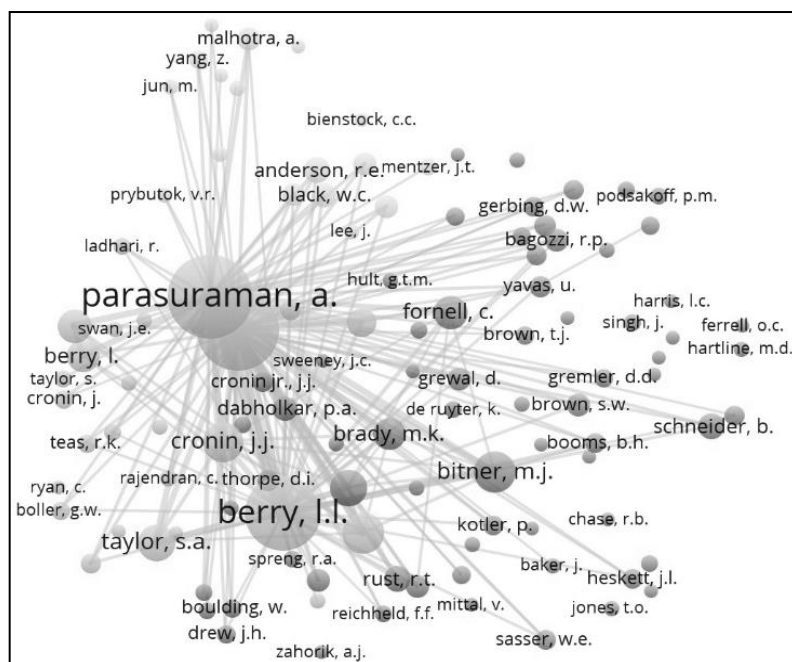 malhotra, a.
yang, z.
jun, m.
bienstock, c.c.
anderson, r.e.
mentzer, j.t.
prybutok, v.r.
black, w.c.
podsakoff, p.m.
gerbing, d.w.
lee, j.
ladhari, r.
bagozzi, r.p.
hult, g.t.m.
yavas, u.
parasuraman, a.
harris, l.c.
fornell, c.
swan, j.e.
singh, j.
ferrell, o.c.
brown, t.j.
hartline, m.d.
berry, l.
sweeney, j.c.
taylor, s.
cronin jr., j.j.
grewal, d.
gremler, d.d.
cronin, j.
dabholkar, p.a.
de ruyter, k.
brown, s.w.
schneider, b.
teas, r.k.
cronin, j.j.
brady, m.k.
booms, b.h.
ryan, c.
rajendran, c.
thorpe, d.i.
bitner, m.j.
boller, g.w.
berry, l.l.
kotler, p.
chase, r.b.
taylor, s.a.
spreng, r.a.
baker, j.
rust, r.t.
heskett, j.l.
boulding, w.
reichheld, f.f.
mittal, v.
jones, t.o.
drew, j.h.
sasser, w.e.
zahorik, a.j.